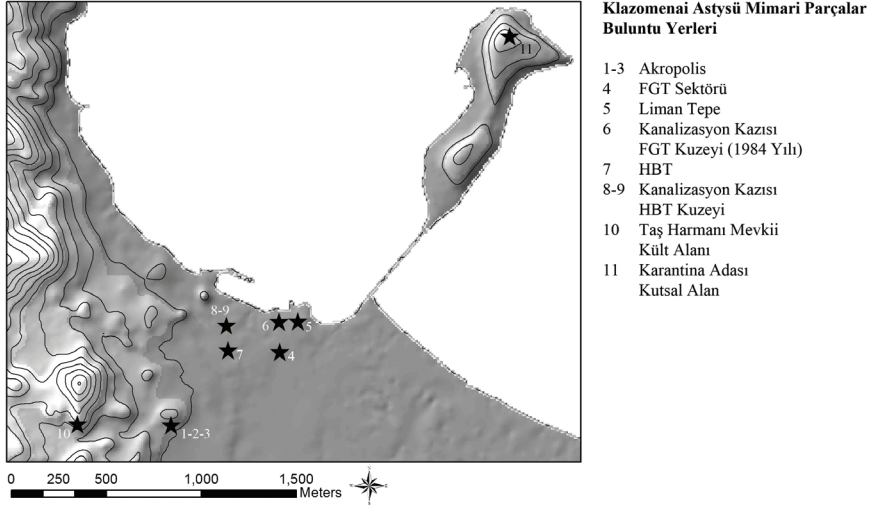 Klazomenai Astysü Mimari Parçalar
Buluntu Yerleri
1-3 Akropolis
4 FGT Sektörü
5 Liman Tepe
6 Kanalizasyon Kazısı
FGT Kuzeyi (1984 Yılı)
7 HBT
8-9 Kanalizasyon Kazısı
HBT Kuzeyi
10 Taş Harmanı Mevkii
Kült Alanı
11 Karantina Adası
Kutsal Alan
11
8-9
6
5
7
4
10
1-2-3
0 250 500 1,000 1,500
Meters